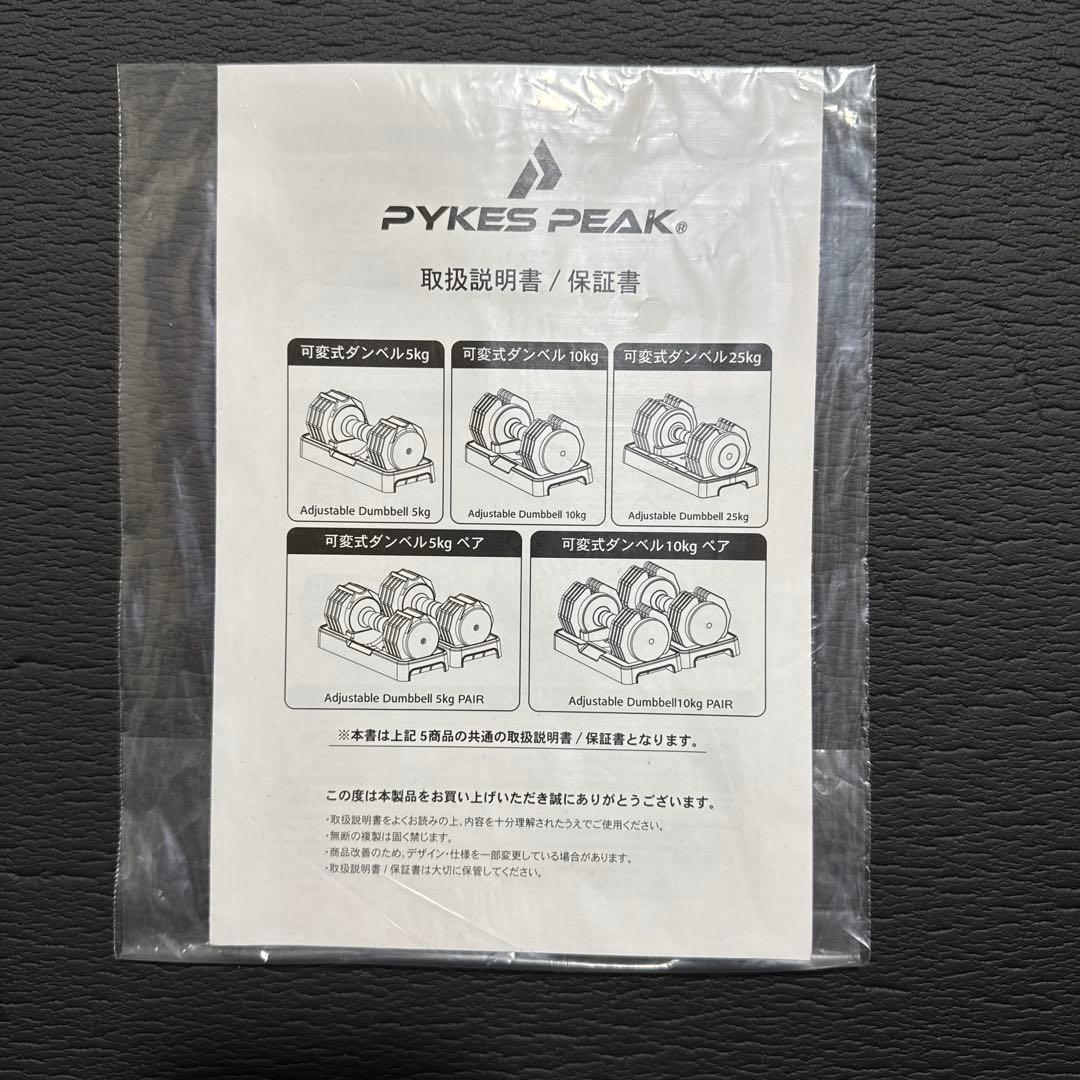 PYKES PEAK®
取扱説明書 / 保証書
可変式ダンベル5kg
Adjustable Dumbbell 5kg
可変式ダンベル 10kg
Adjustable Dumbbell 10kg
可変式ダンベル25kg
Adjustable Dumbbell 25kg
可変式ダンベル5kg ペア
Adjustable Dumbbell 5kg PAIR
可変式ダンベル10kg ペア
Adjustable Dumbbell10kg PAIR
※本書は上記 5商品の共通の取扱説明書 / 保証書となります。
この度は本製品をお買い上げいただき誠にありがとうございます。
・取扱説明書をよくお読みの上、内容を十分理解されたうえでご使用ください。
・無断の複製は固く禁じます。
・商品改善のため、デザイン・仕様を一部変更している場合があります。
・取扱説明書 / 保証書は大切に保管してください。